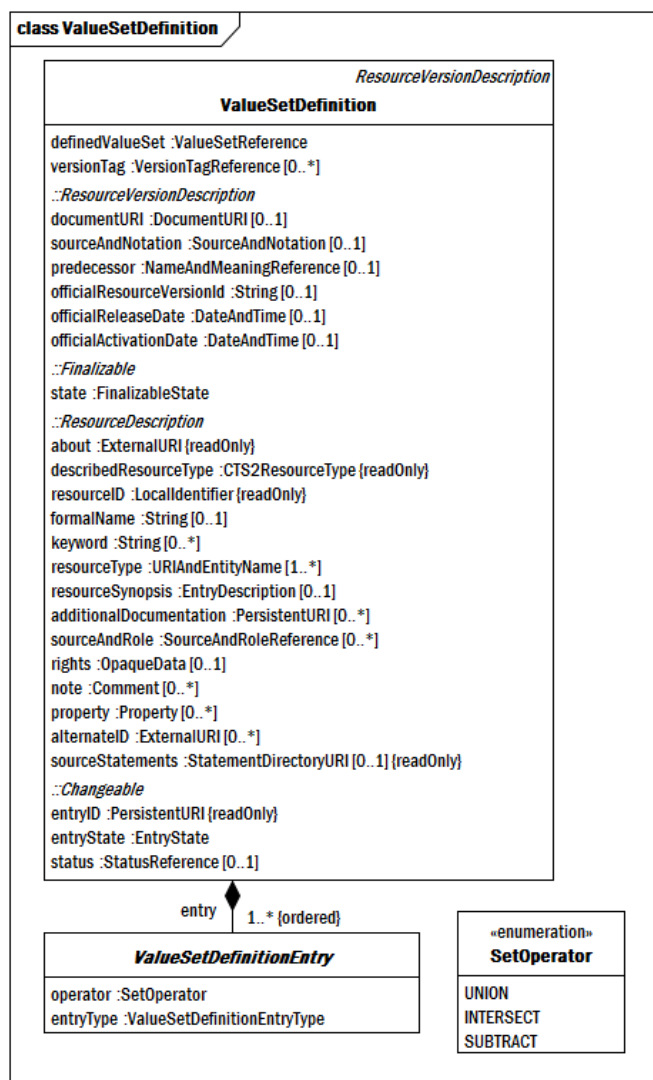 class ValueSetDefinition
ResourceVersionDescription
ValueSetDefinition
definedValueSet :ValueSetReference
versionTag :VersionTagReference [0..*]
::ResourceVersionDescription
documentURI :DocumentURI [0..1]
sourceAndNotation :SourceAndNotation [0..1]
predecessor :NameAndMeaningReference [0..1]
officialResourceVersionId :String [0..1]
officialReleaseDate :DateAndTime [0..1]
officialActivationDate :DateAndTime [0..1]
::Finalizable
state :FinalizableState
::ResourceDescription
about :ExternalURI {readOnly}
describedResourceType :CTS2ResourceType {readOnly}
resourceID :LocalIdentifier {readOnly}
formalName :String [0..1]
keyword :String [0..*]
resourceType :URIAndEntityName [1..*]
resourceSynopsis :EntryDescription [0..1]
additionalDocumentation :PersistentURI [0..*]
sourceAndRole :SourceAndRoleReference [0..*]
rights :OpaqueData [0..1]
note :Comment [0..*]
property :Property [0..*]
alternateID :ExternalURI [0..*]
sourceStatements :StatementDirectoryURI [0..1] {readOnly}
::Changeable
entryID :PersistentURI {readOnly}
entryState :EntryState
status :StatusReference [0..1]
entry
1..* {ordered}
ValueSetDefinitionEntry
operator :SetOperator
entryType :ValueSetDefinitionEntryType
«enumeration»
SetOperator
UNION
INTERSECT
SUBTRACT